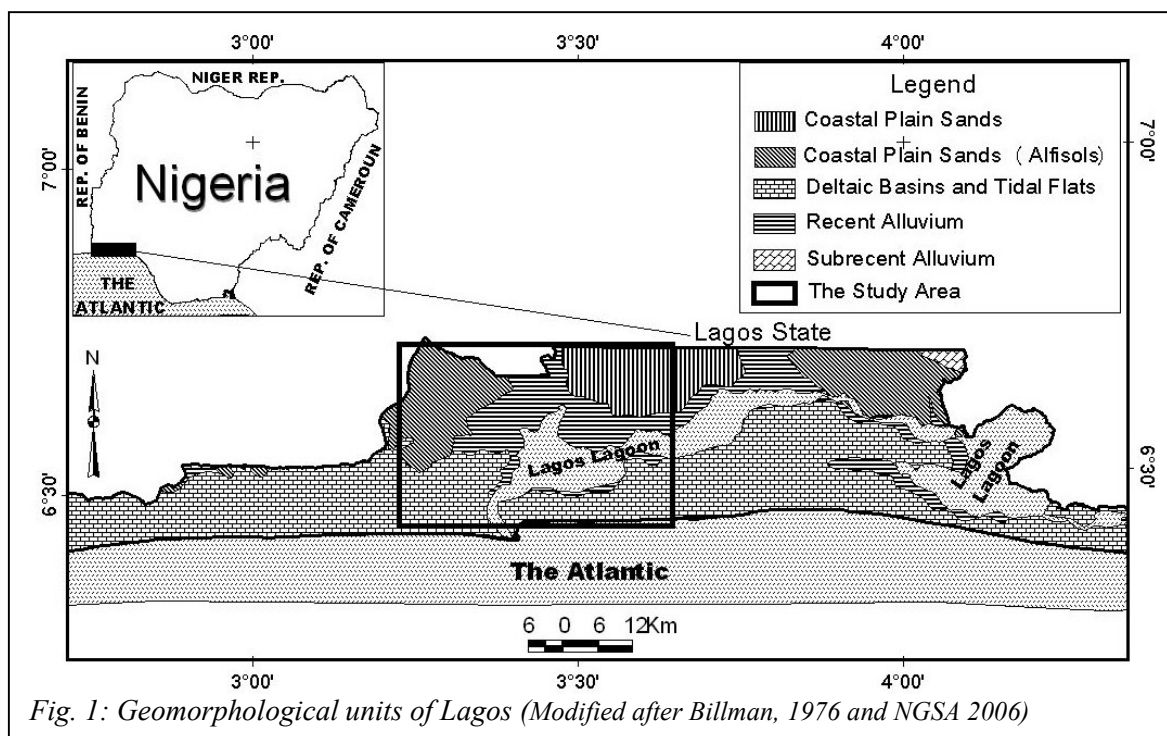 3°00'
3°30'
4°00'
NIGER REP.
REP. OF BENIN
Nigeria
REP. OF CAMEROUN
THE
ATLANTIC
Legend
Coastal Plain Sands
Coastal Plain Sands ( Alfisols)
Deltaic Basins and Tidal Flats
Recent Alluvium
Subrecent Alluvium
The Study Area
7°00'
7°00'
Lagos State
N
Lagos Lagoon
Lagos
Lagoon
6°30'
6°30'
The Atlantic
6 0 6 12Km
3°00'
3°30'
4°00'
Fig. 1: Geomorphological units of Lagos (Modified after Billman, 1976 and NGSA 2006)